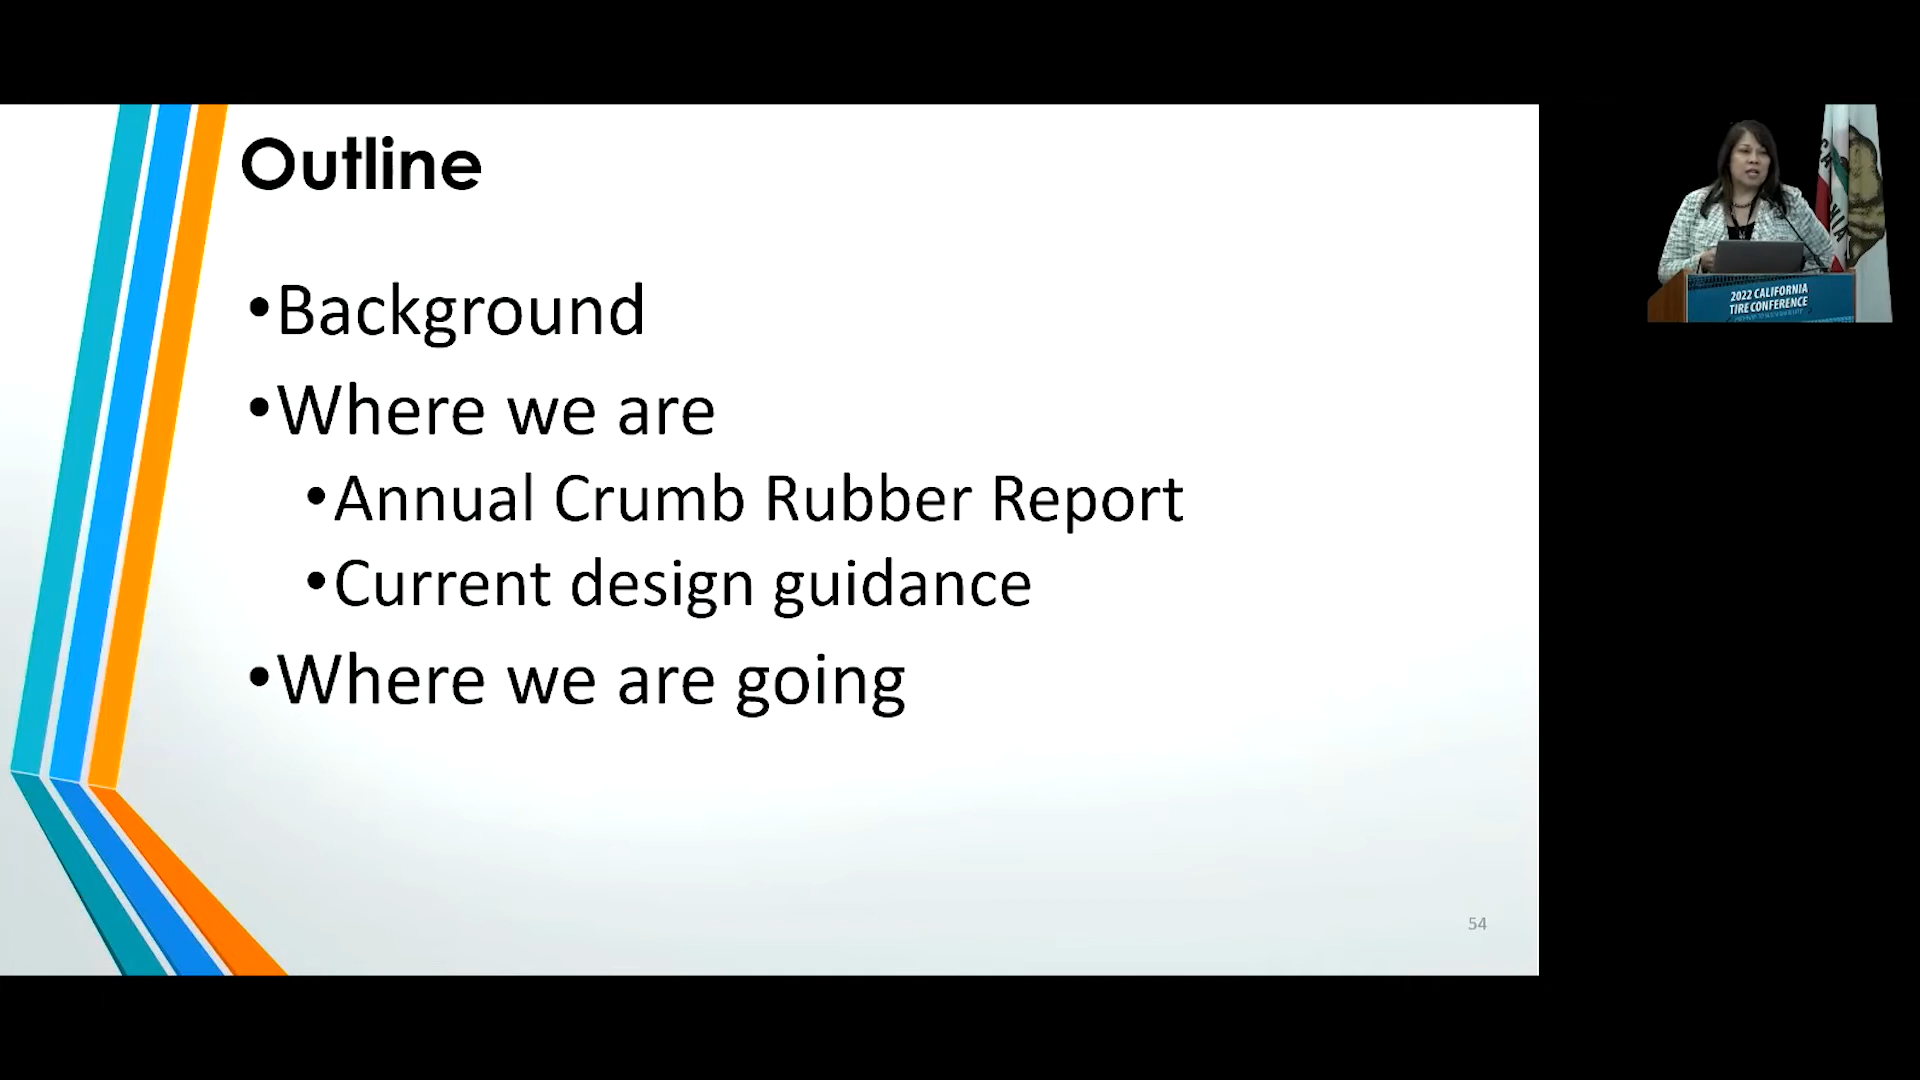 Outline
•Background
•Where we are
•Annual Crumb Rubber Report
•Current design guidance
•Where we are going
54
2022 CALIFORNIA
TIRE CONFERENCE